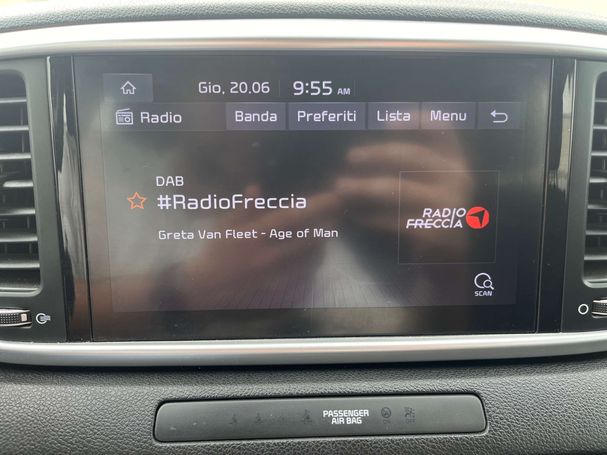 Gio, 20.06 9:55 AM
Radio Banda Preferiti Lista Menu
DAB
#RadioFreccia
Greta Van Fleet - Age of Man
RADIO
FRECCIA
SCAN
PASSENGER
AIR BAG